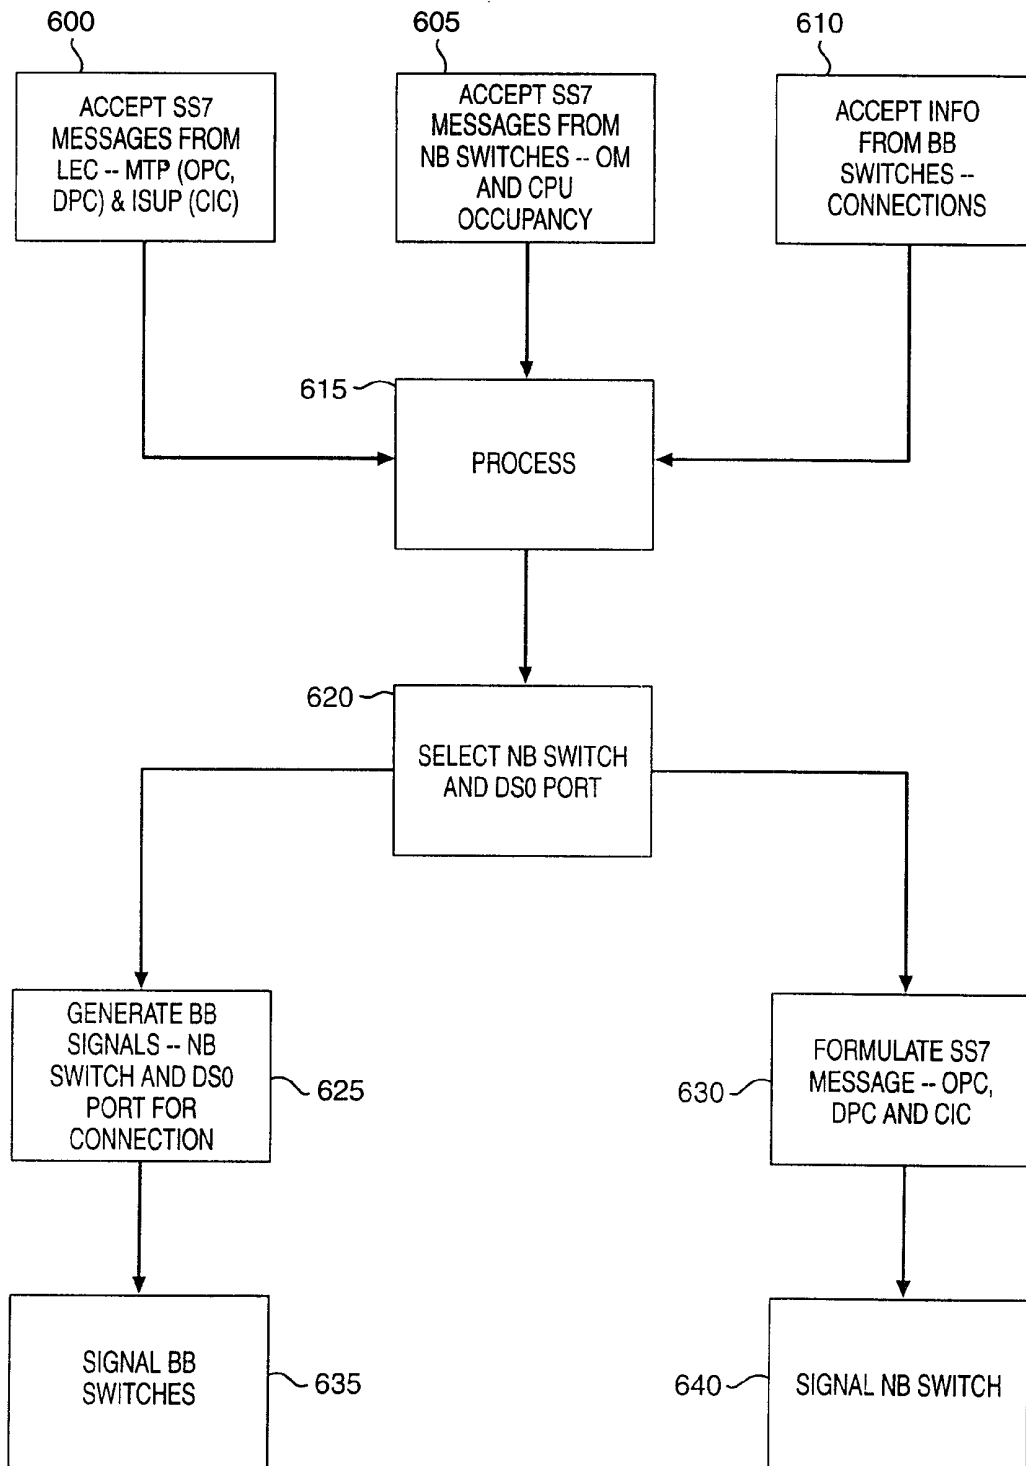 600
605
610
ACCEPT SS7
MESSAGES FROM
LEC -- MTP (OPC,
DPC) & ISUP (CIC)
ACCEPT SS7
MESSAGES FROM
NB SWITCHES -- OM
AND CPU
OCCUPANCY
ACCEPT INFO
FROM BB
SWITCHES --
CONNECTIONS
615
PROCESS
620
SELECT NB SWITCH
AND DS0 PORT
GENERATE BB
SIGNALS -- NB
SWITCH AND DS0
PORT FOR
CONNECTION
625
630
FORMULATE SS7
MESSAGE -- OPC,
DPC AND CIC
SIGNAL BB
SWITCHES
635
640
SIGNAL NB SWITCH